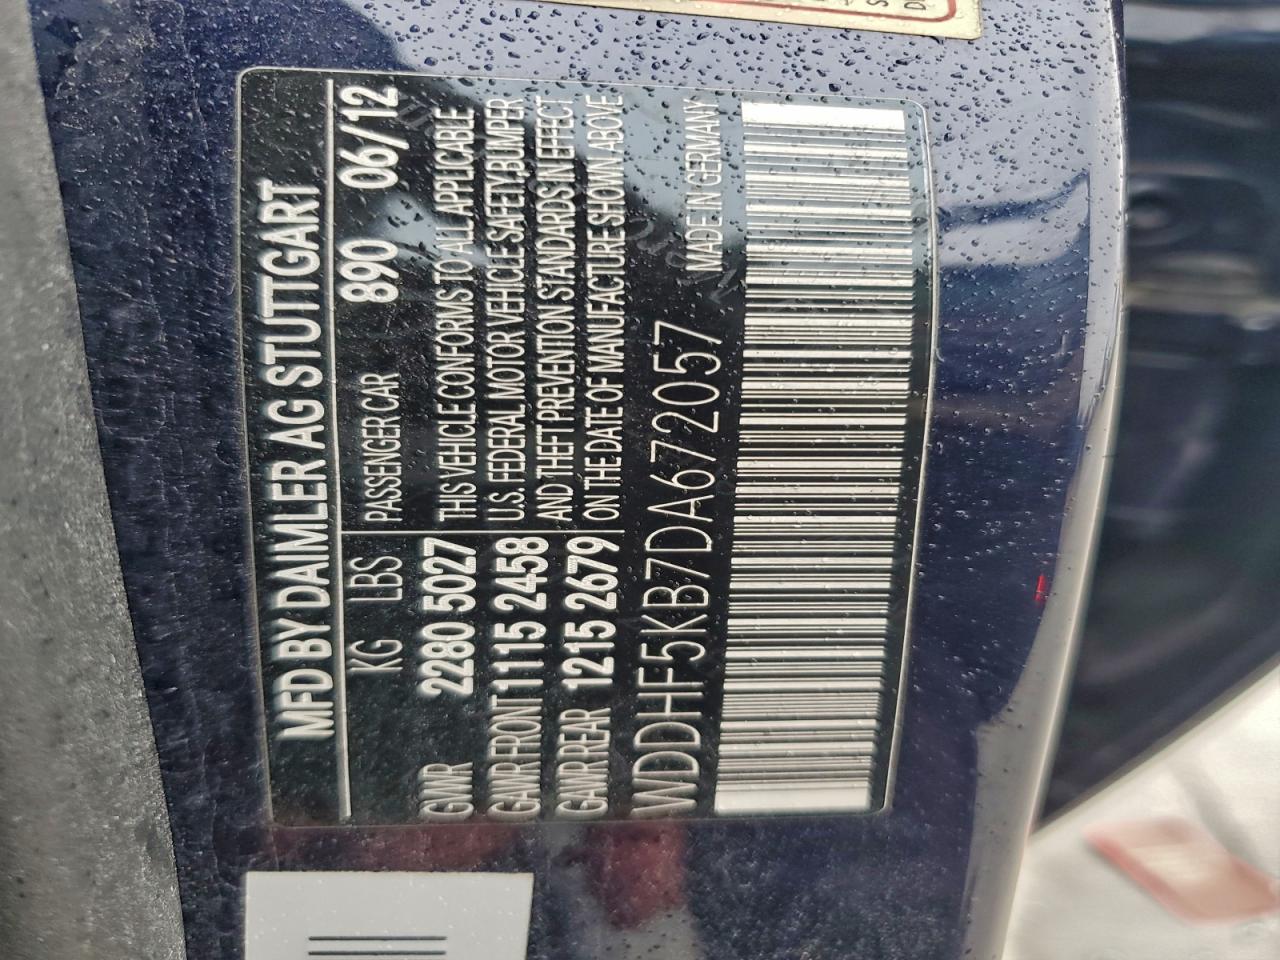 MFD BY DAIMLER AG STUTTGART
KG LBS PASSENGER CAR 890 06/12
GWR 2280 5027 THIS VEHICLE CONFORMS TO ALL APPLICABLE
GAWR FRONT 1115 2458 U.S. FEDERAL MOTOR VEHICLE SAFETY,BUMPER
GAWR REAR 1215 2679 AND THEFT PREVENTION STANDARDS IN EFFECT
ON THE DATE OF MANUFACTURE SHOWN ABOVE
WDDHF5KB7DA672057 MADE IN GERMANY